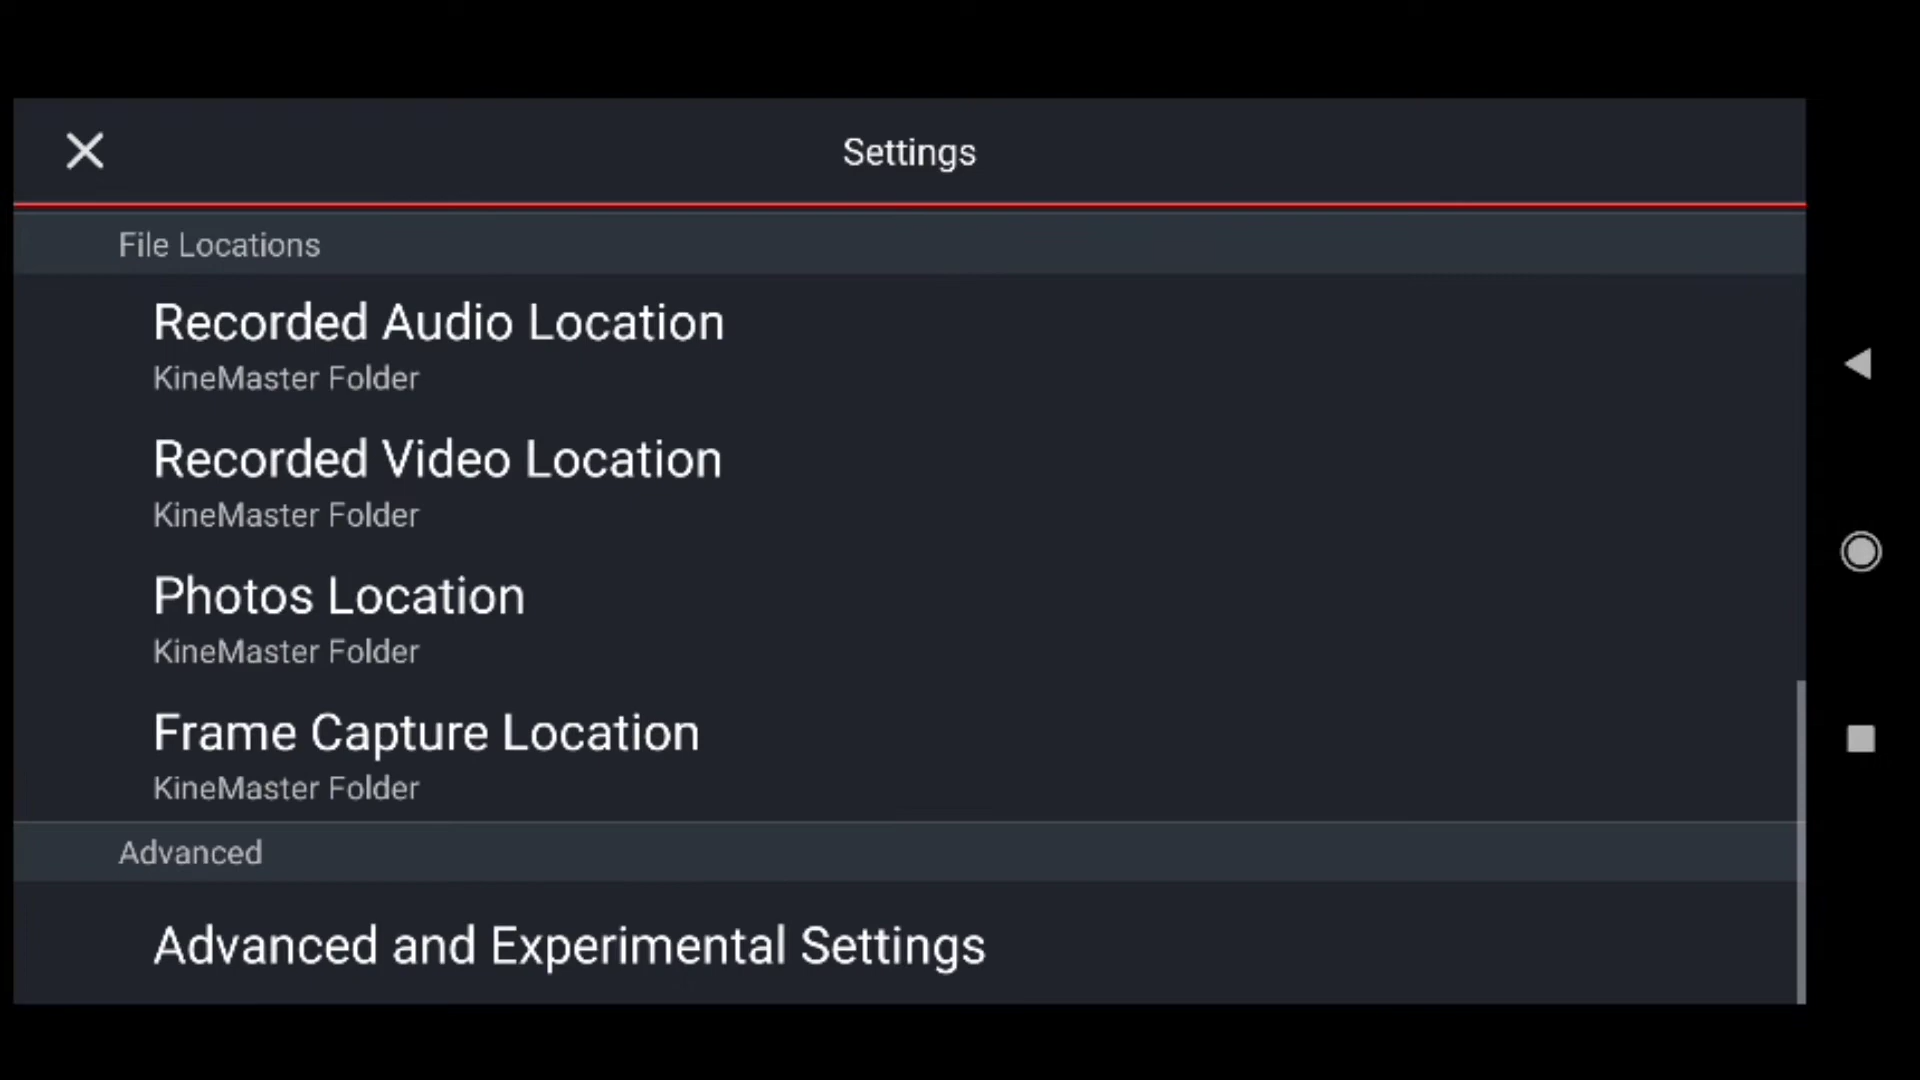 Settings
File Locations
Recorded Audio Location
KineMaster Folder
Recorded Video Location
KineMaster Folder
Photos Location
KineMaster Folder
Frame Capture Location
KineMaster Folder
Advanced
Advanced and Experimental Settings